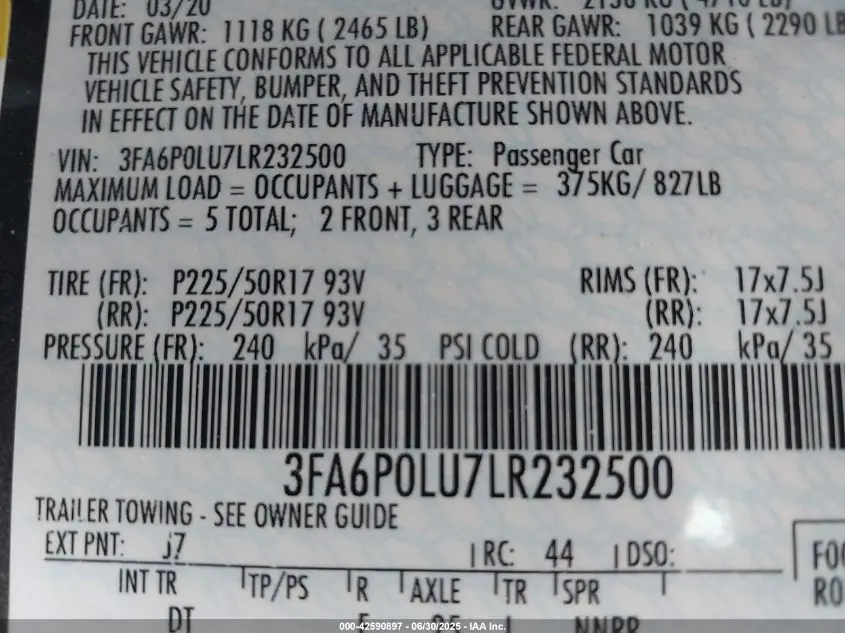 DATE: 03/20
FRONT GAWR: 1118 KG ( 2465 LB) REAR GAWR: 1039 KG ( 2290 LB
THIS VEHICLE CONFORMS TO ALL APPLICABLE FEDERAL MOTOR
VEHICLE SAFETY, BUMPER, AND THEFT PREVENTION STANDARDS
IN EFFECT ON THE DATE OF MANUFACTURE SHOWN ABOVE.
VIN: 3FA6P0LU7LR232500 TYPE: Passenger Car
MAXIMUM LOAD = OCCUPANTS + LUGGAGE = 375KG/ 827LB
OCCUPANTS = 5 TOTAL; 2 FRONT, 3 REAR
TIRE (FR): P225/50R17 93V RIMS (FR): 17x7.5J
(RR): P225/50R17 93V (RR): 17x7.5J
PRESSURE (FR): 240 kPa/ 35 PSI COLD (RR): 240 kPa/ 35
3FA6P0LU7LR232500
TRAILER TOWING - SEE OWNER GUIDE
EXT PNT: J7 RC: 44 DSO:
INT TR TP/PS R AXLE TR SPR
DT
000-42590897 - 06/30/2025 - IAA Inc.